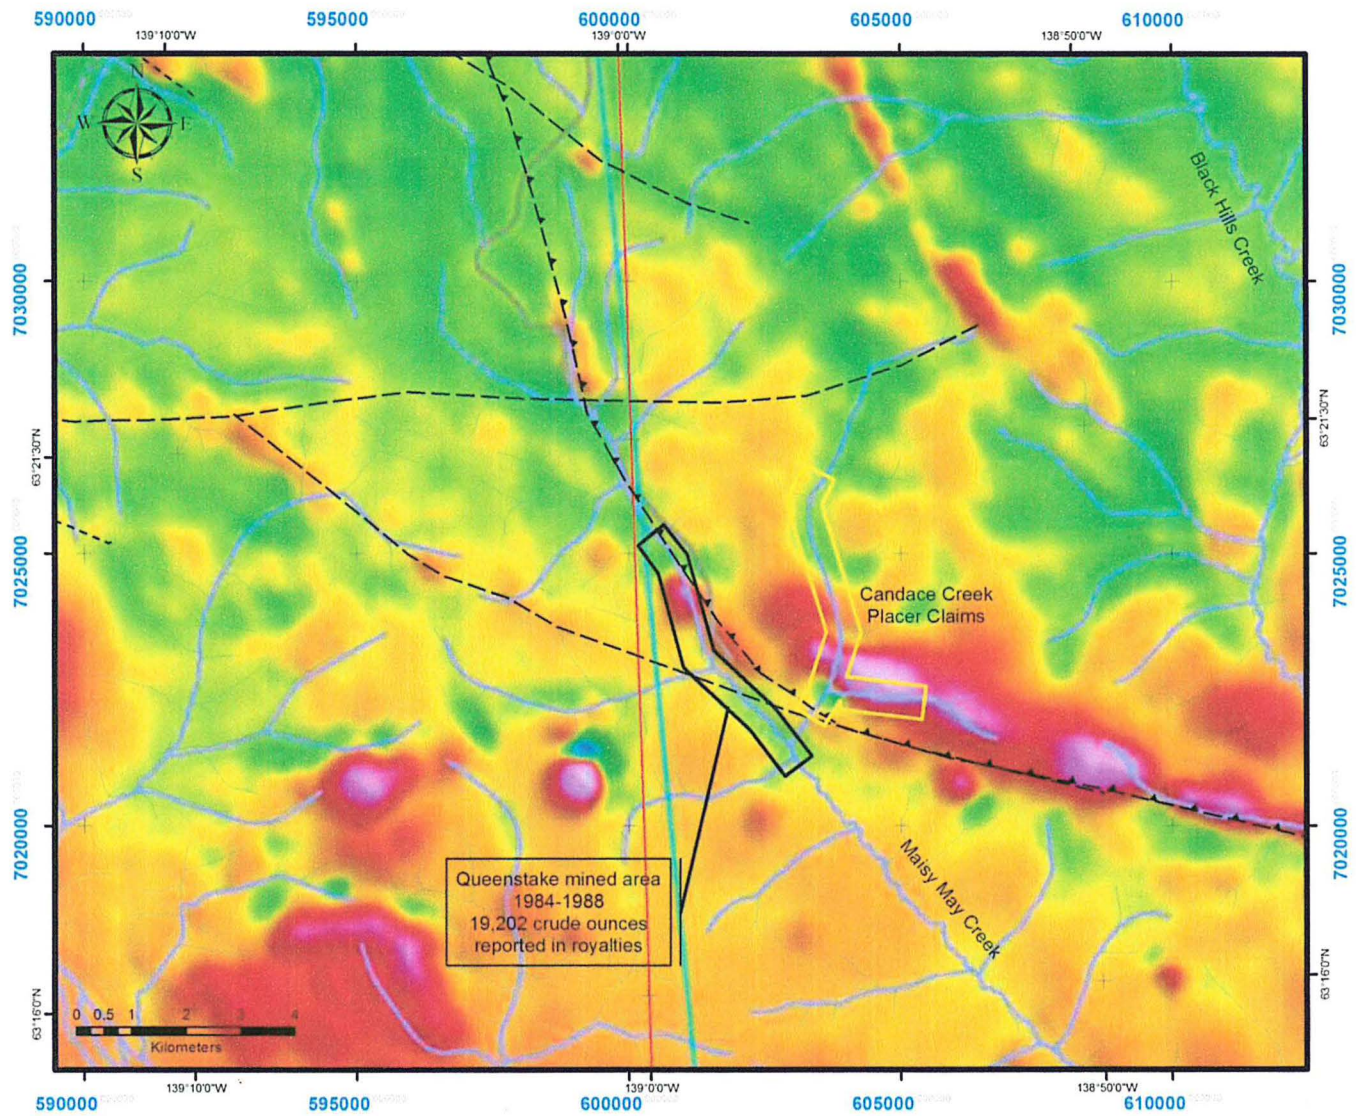 590000 595000 600000 605000 610000
139°10'0"W 139°0'0"W 138°50'0"W
N
W E
S
Black Hills Creek
7030000 7030000
63°21'30"N
63°21'30"N
7025000 7025000
Candace Creek
Placer Claims
7020000 7020000
Queenstake mined area
1984-1988
19,202 crude ounces
reported in royalties
Maisy May Creek
63°16'0"N
63°16'0"N
0 0.5 1 2 3 4
Kilometers
139°10'0"W 139°0'0"W 138°50'0"W
590000 595000 600000 605000 610000